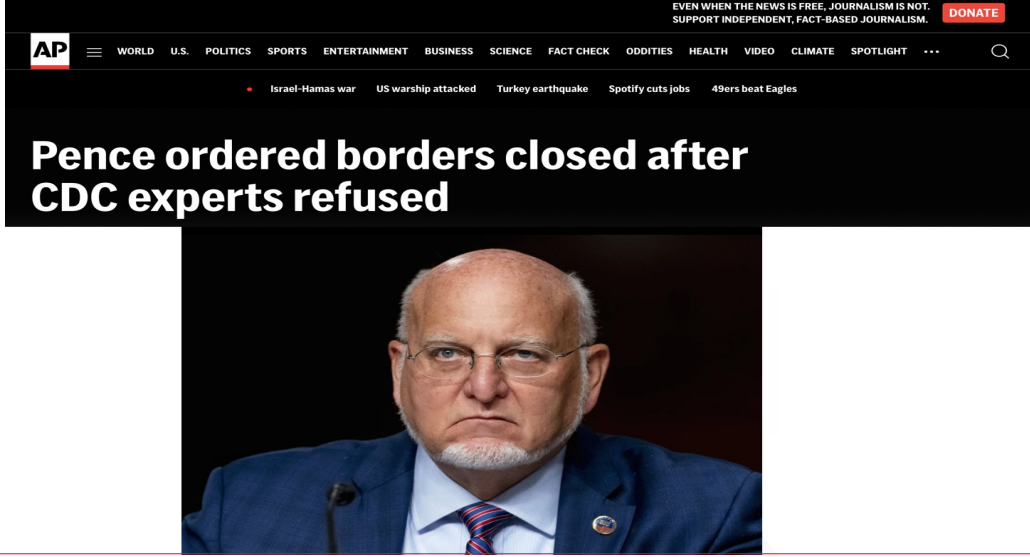 EVEN WHEN THE NEWS IS FREE, JOURNALISM IS NOT.
SUPPORT INDEPENDENT, FACT-BASED JOURNALISM.
DONATE
AP
WORLD U.S. POLITICS SPORTS ENTERTAINMENT BUSINESS SCIENCE FACT CHECK ODDITIES HEALTH VIDEO CLIMATE SPOTLIGHT ...
Israel-Hamas war US warship attacked Turkey earthquake Spotify cuts jobs 49ers beat Eagles
Pence ordered borders closed after
CDC experts refused